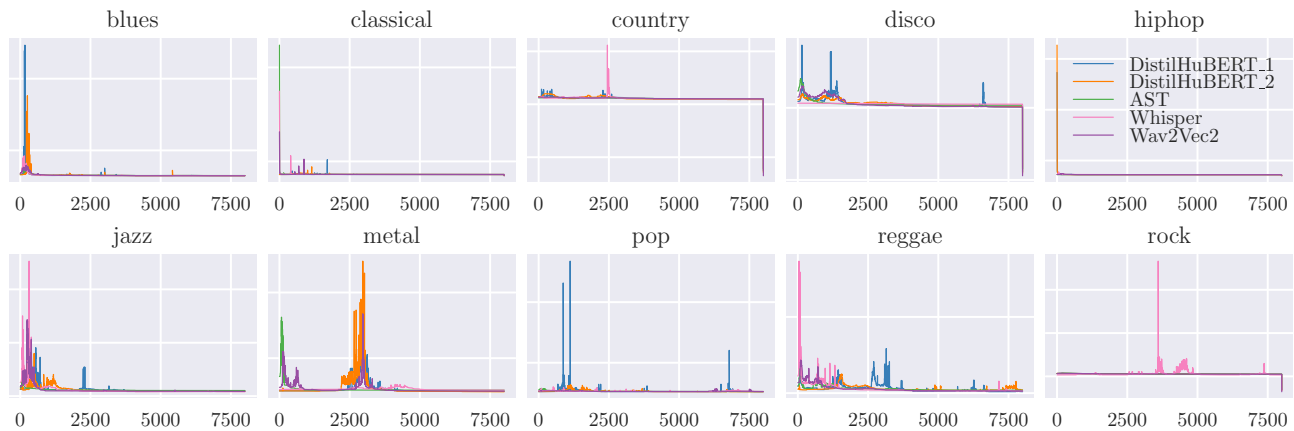 blues classical country disco hiphop
DistilHuBERT_1
DistilHuBERT_2
AST
Whisper
Wav2Vec2
0 2500 5000 7500 0 2500 5000 7500 0 2500 5000 7500 0 2500 5000 7500 0 2500 5000 7500
jazz metal pop reggae rock
0 2500 5000 7500 0 2500 5000 7500 0 2500 5000 7500 0 2500 5000 7500 0 2500 5000 7500